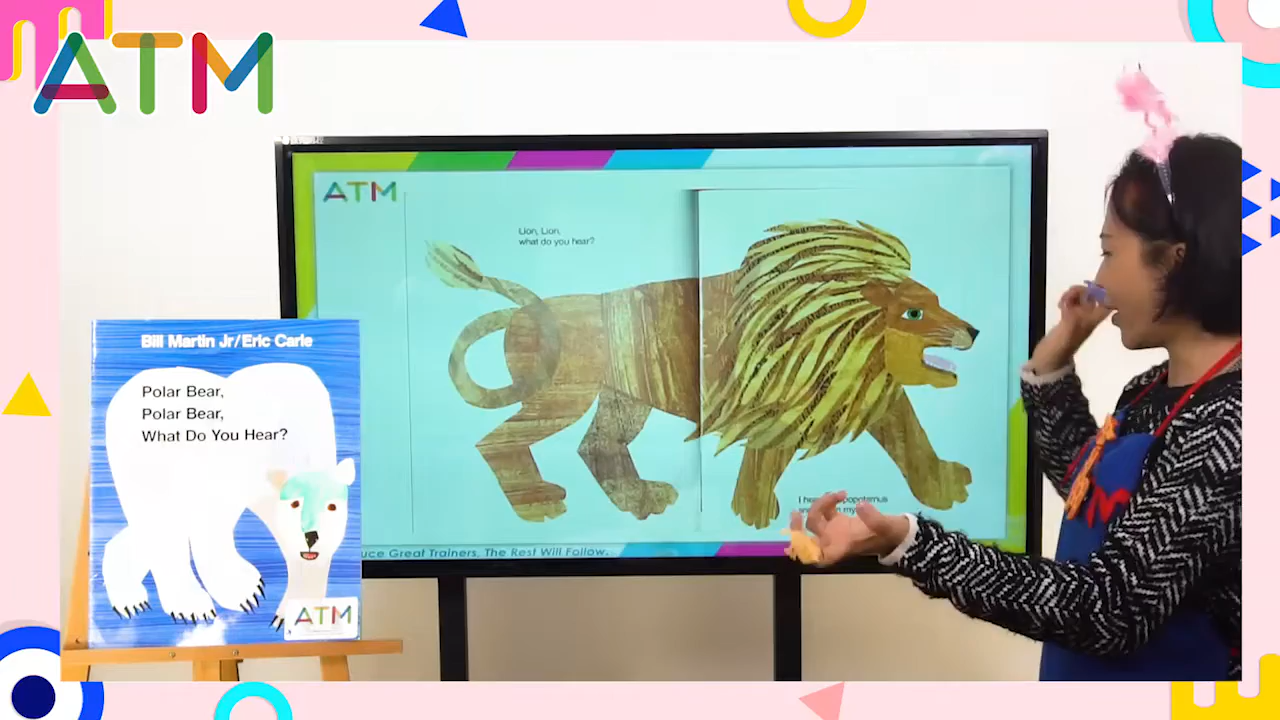 ATM
ATM
Lion, Lion,
what do you hear?
Bill Martin Jr/Eric Carle
Polar Bear,
Polar Bear,
What Do You Hear?
I
my
uce Great Trainers, The Rest Will Follow.
ATM
M